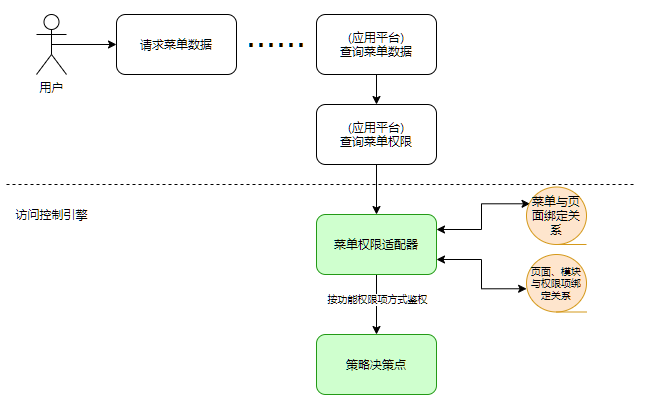 用户
请求菜单数据
(应用平台)
查询菜单数据
(应用平台)
查询菜单权限
访问控制引擎
菜单权限适配器
菜单与页
面绑定关
系
页面、模块
与权限项绑
定关系
按功能权限项方式鉴权
策略决策点